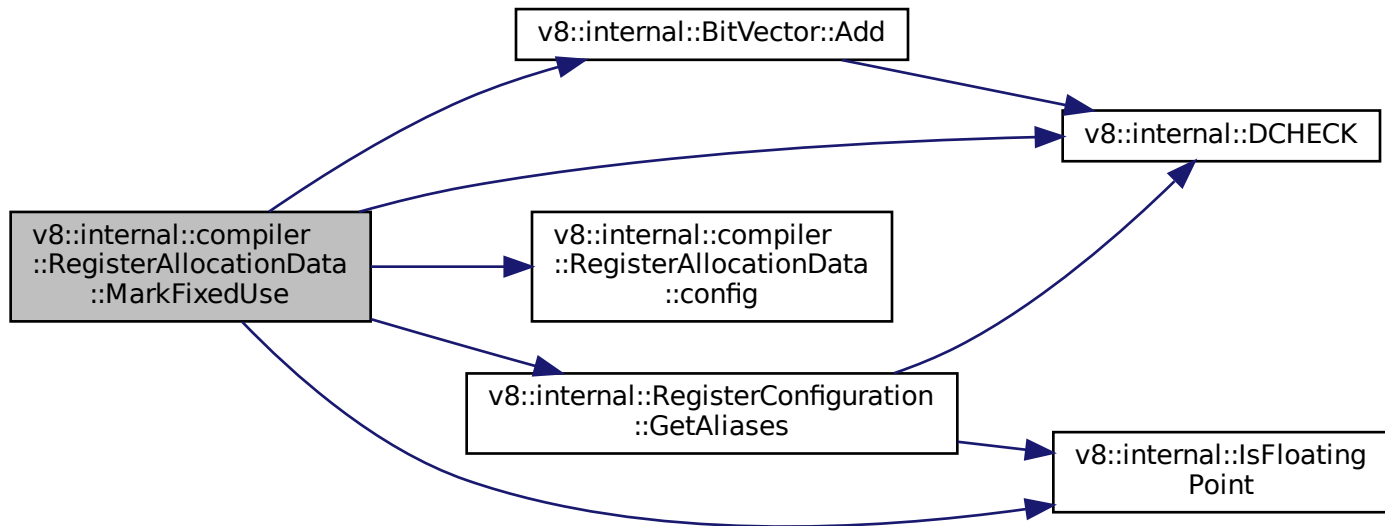 v8::internal::BitVector::Add
v8::internal::DCHECK
v8::internal::compiler
::RegisterAllocationData
::MarkFixedUse
v8::internal::compiler
::RegisterAllocationData
::config
v8::internal::RegisterConfiguration
::GetAliases
v8::internal::IsFloating
Point